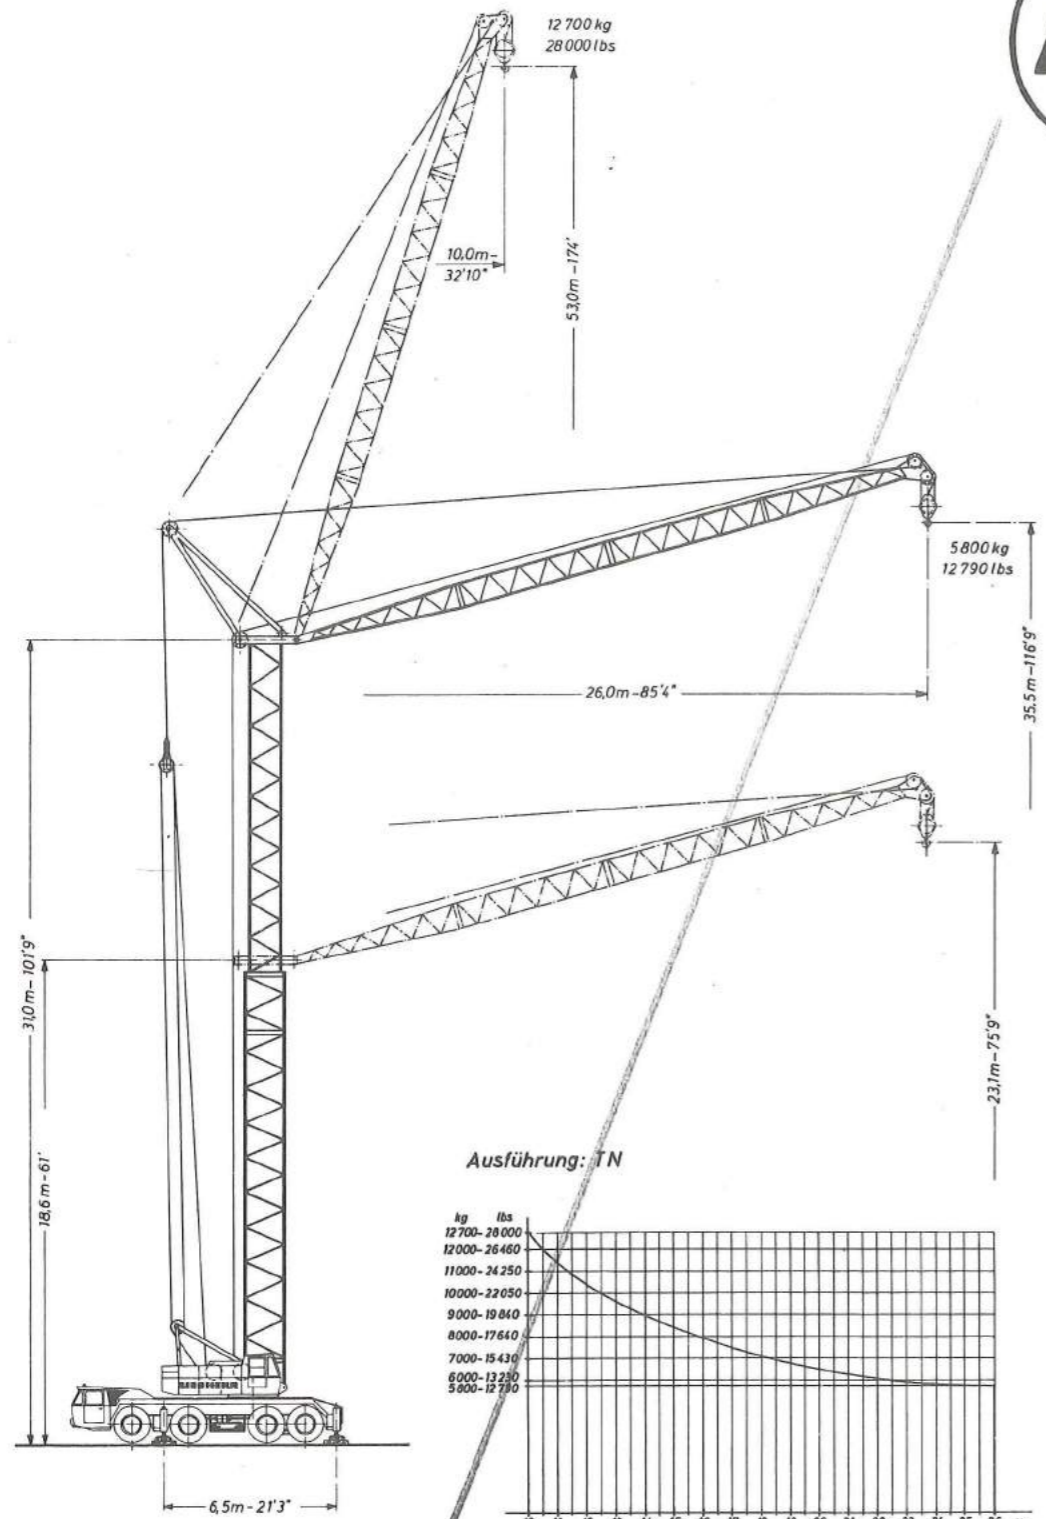 12 700 kg
28 000 lbs
10,0m-
32'10"
53,0m-174'
5 800 kg
12 790 lbs
26,0m-85'4"
35,5m-116'9"
31,0m-101'9"
18,6m-61'
23,1m-75'9"
Ausführung: TN
kg lbs
12700-28000
12000-26460
11000-24250
10000-22050
9000-19840
8000-17640
7000-15430
6000-13230
5800-12790
6,5m-21'3"